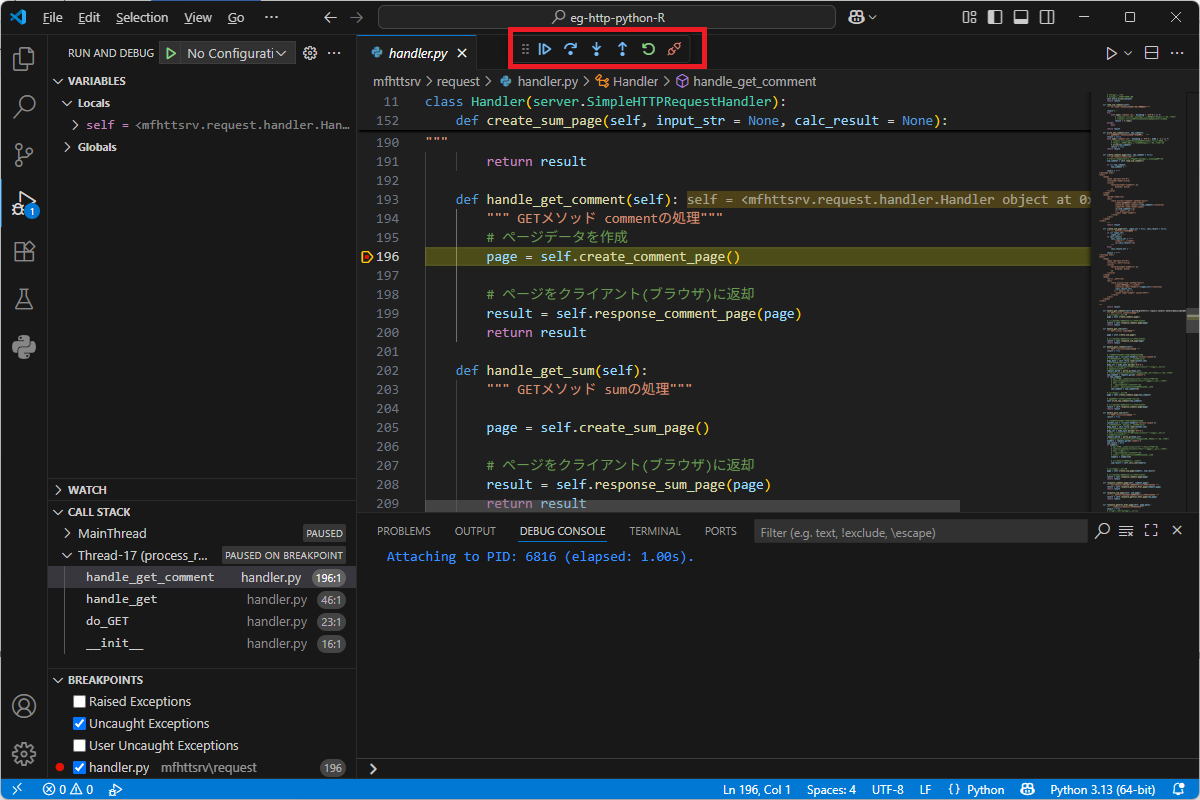 File Edit Selection View Go ··· eg-http-python-R
RUN AND DEBUG No Configurati ···
VARIABLES
Locals
self = <mfhttsrv.request.handler.Han...
Globals
WATCH
CALL STACK
MainThread PAUSED
Thread-17 (process_r... PAUSED ON BREAKPOINT
handle_get_comment handler.py 196:1
handle_get handler.py 46:1
do_GET handler.py 23:1
__init__ handler.py 16:1
BREAKPOINTS
Raised Exceptions
Uncaught Exceptions
User Uncaught Exceptions
handler.py mfhttsrv\request 196
1
handler.py
mfhttsrv > request > handler.py > Handler > handle_get_comment
11 class Handler(server.SimpleHTTPRequestHandler):
152 def create_sum_page(self, input_str = None, calc_result = None):
190 """
191 return result
192
193 def handle_get_comment(self): self = <mfhttsrv.request.handler.Handler object at 0x
194 """ GETメソッド commentの処理"""
195 # ページデータを作成
196 page = self.create_comment_page()
197
198 # ページをクライアント(ブラウザ)に返却
199 result = self.response_comment_page(page)
200 return result
201
202 def handle_get_sum(self):
203 """ GETメソッド sumの処理"""
204
205 page = self.create_sum_page()
206
207 # ページをクライアント(ブラウザ)に返却
208 result = self.response_sum_page(page)
209 return result
PROBLEMS OUTPUT DEBUG CONSOLE TERMINAL PORTS Filter (e.g. text, !exclude, \escape)
Attaching to PID: 6816 (elapsed: 1.00s).
0 0 Ln 196, Col 1 Spaces: 4 UTF-8 LF {} Python Python 3.13 (64-bit)